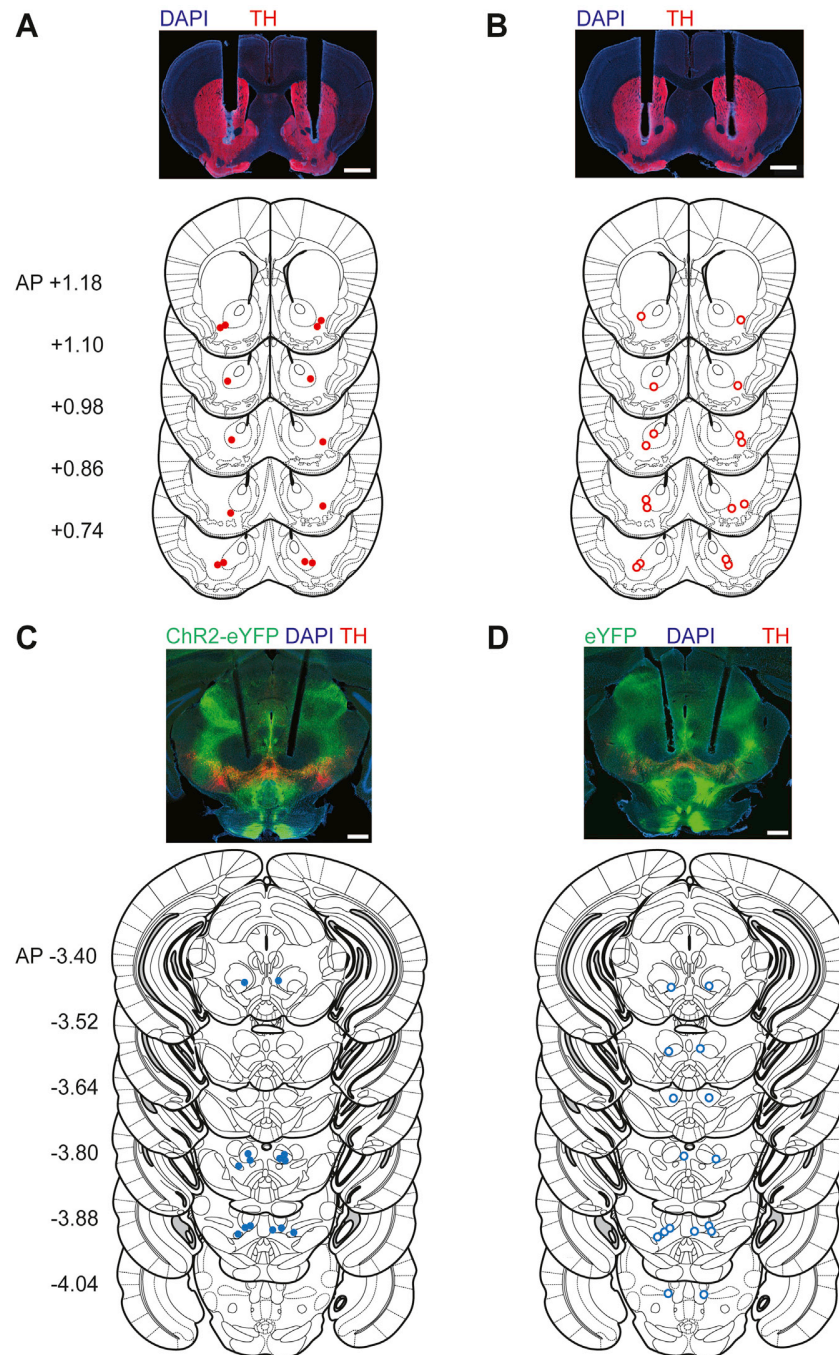 A
DAPI TH
B
DAPI TH
AP +1.18
+1.10
+0.98
+0.86
+0.74
C
ChR2-eYFP DAPI TH
D
eYFP DAPI TH
AP -3.40
-3.52
-3.64
-3.80
-3.88
-4.04